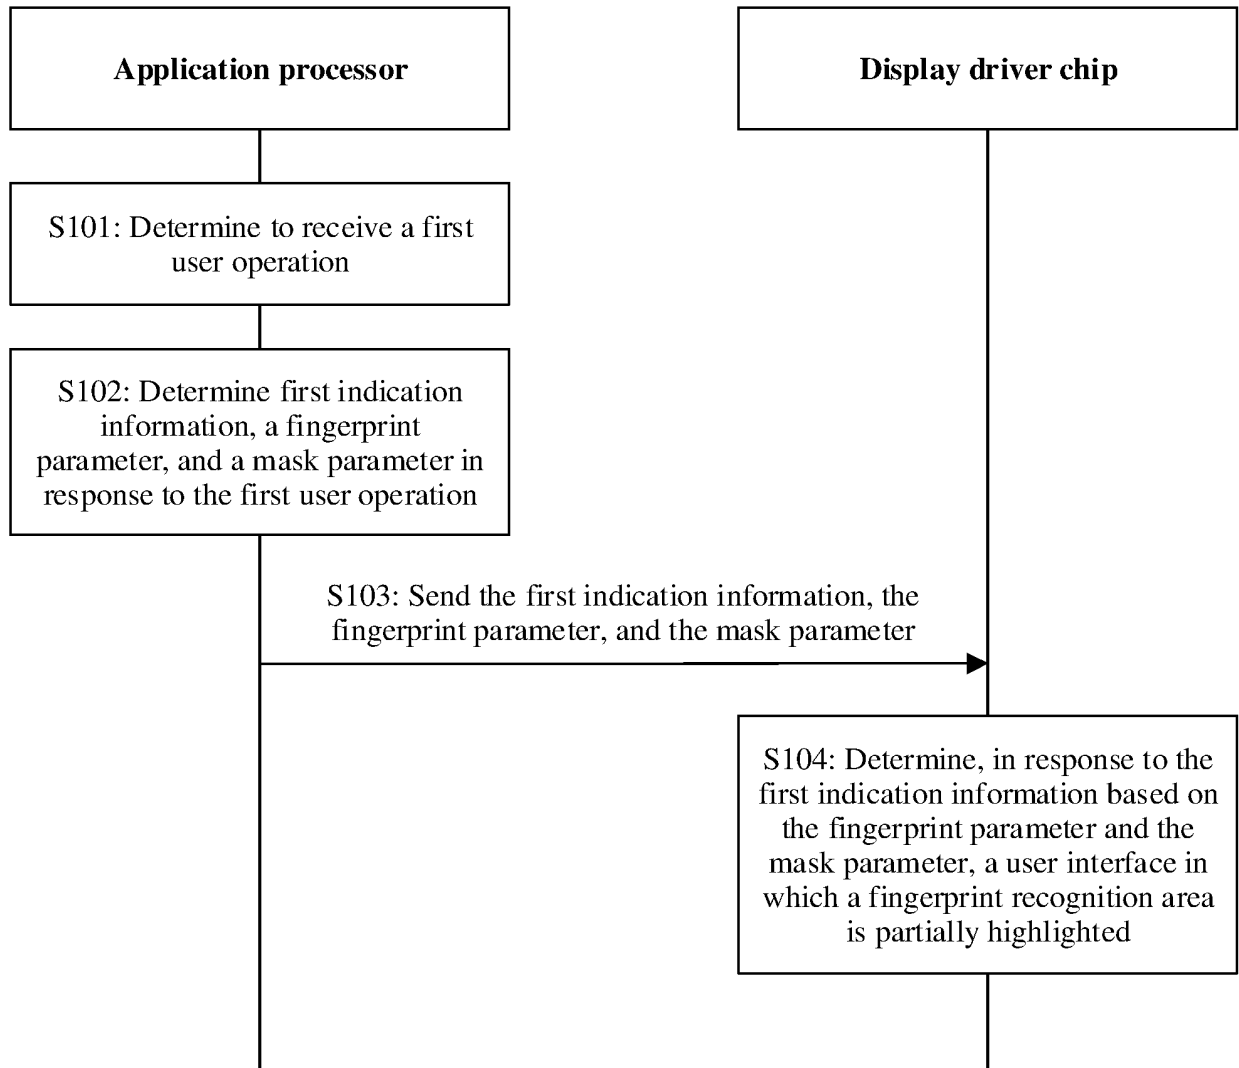 Application processor
Display driver chip
S101: Determine to receive a first
user operation
S102: Determine first indication
information, a fingerprint
parameter, and a mask parameter in
response to the first user operation
S103: Send the first indication information, the
fingerprint parameter, and the mask parameter
S104: Determine, in response to the
first indication information based on
the fingerprint parameter and the
mask parameter, a user interface in
which a fingerprint recognition area
is partially highlighted